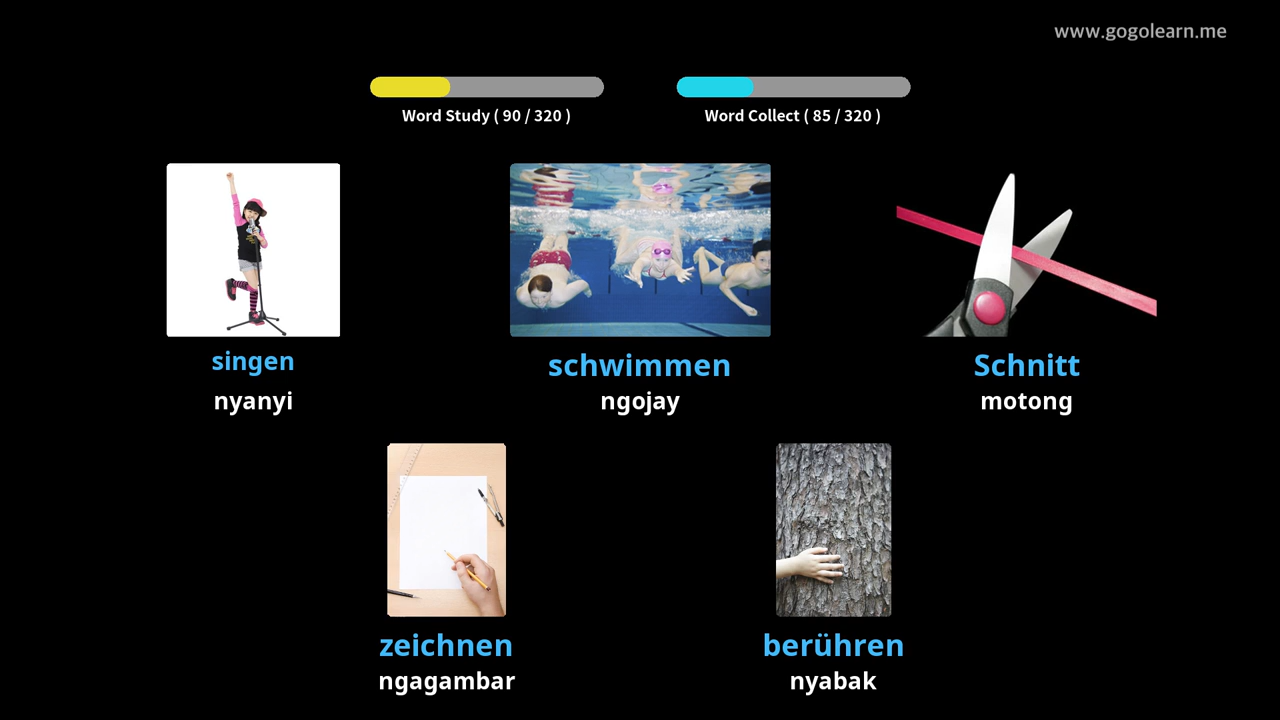 www.gogolearn.me
Word Study ( 90 / 320 )
Word Collect ( 85 / 320 )
singen
nyanyi
schwimmen
ngojay
Schnitt
motong
zeichnen
ngagambar
berühren
nyabak